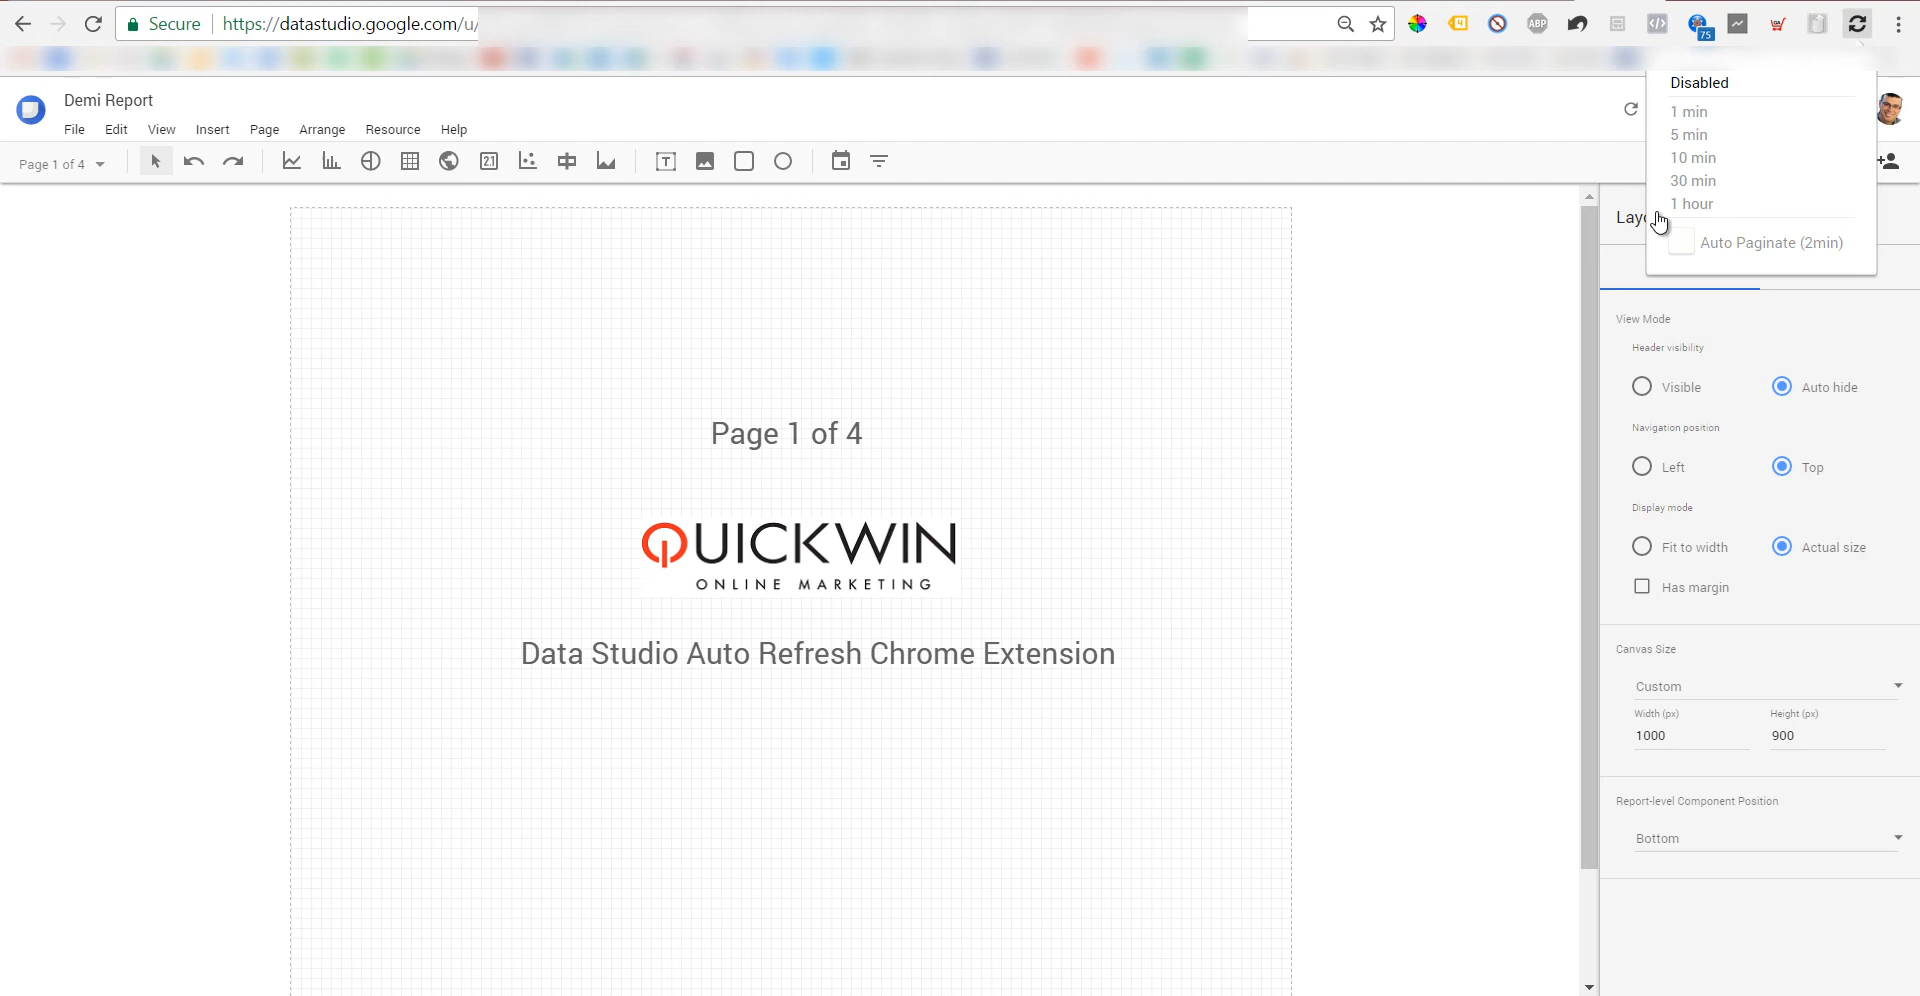 Secure https://datastudio.google.com/u/
ABP
75
Demi Report
File Edit View Insert Page Arrange Resource Help
Page 1 of 4
Disabled
1 min
5 min
10 min
30 min
1 hour
Auto Paginate (2min)
View Mode
Header visibility
Visible Auto hide
Navigation position
Left Top
Display mode
Fit to width Actual size
Has margin
Canvas Size
Custom
Width (px) Height (px)
1000 900
Report-level Component Position
Bottom
Page 1 of 4
QUICKWIN
ONLINE MARKETING
Data Studio Auto Refresh Chrome Extension